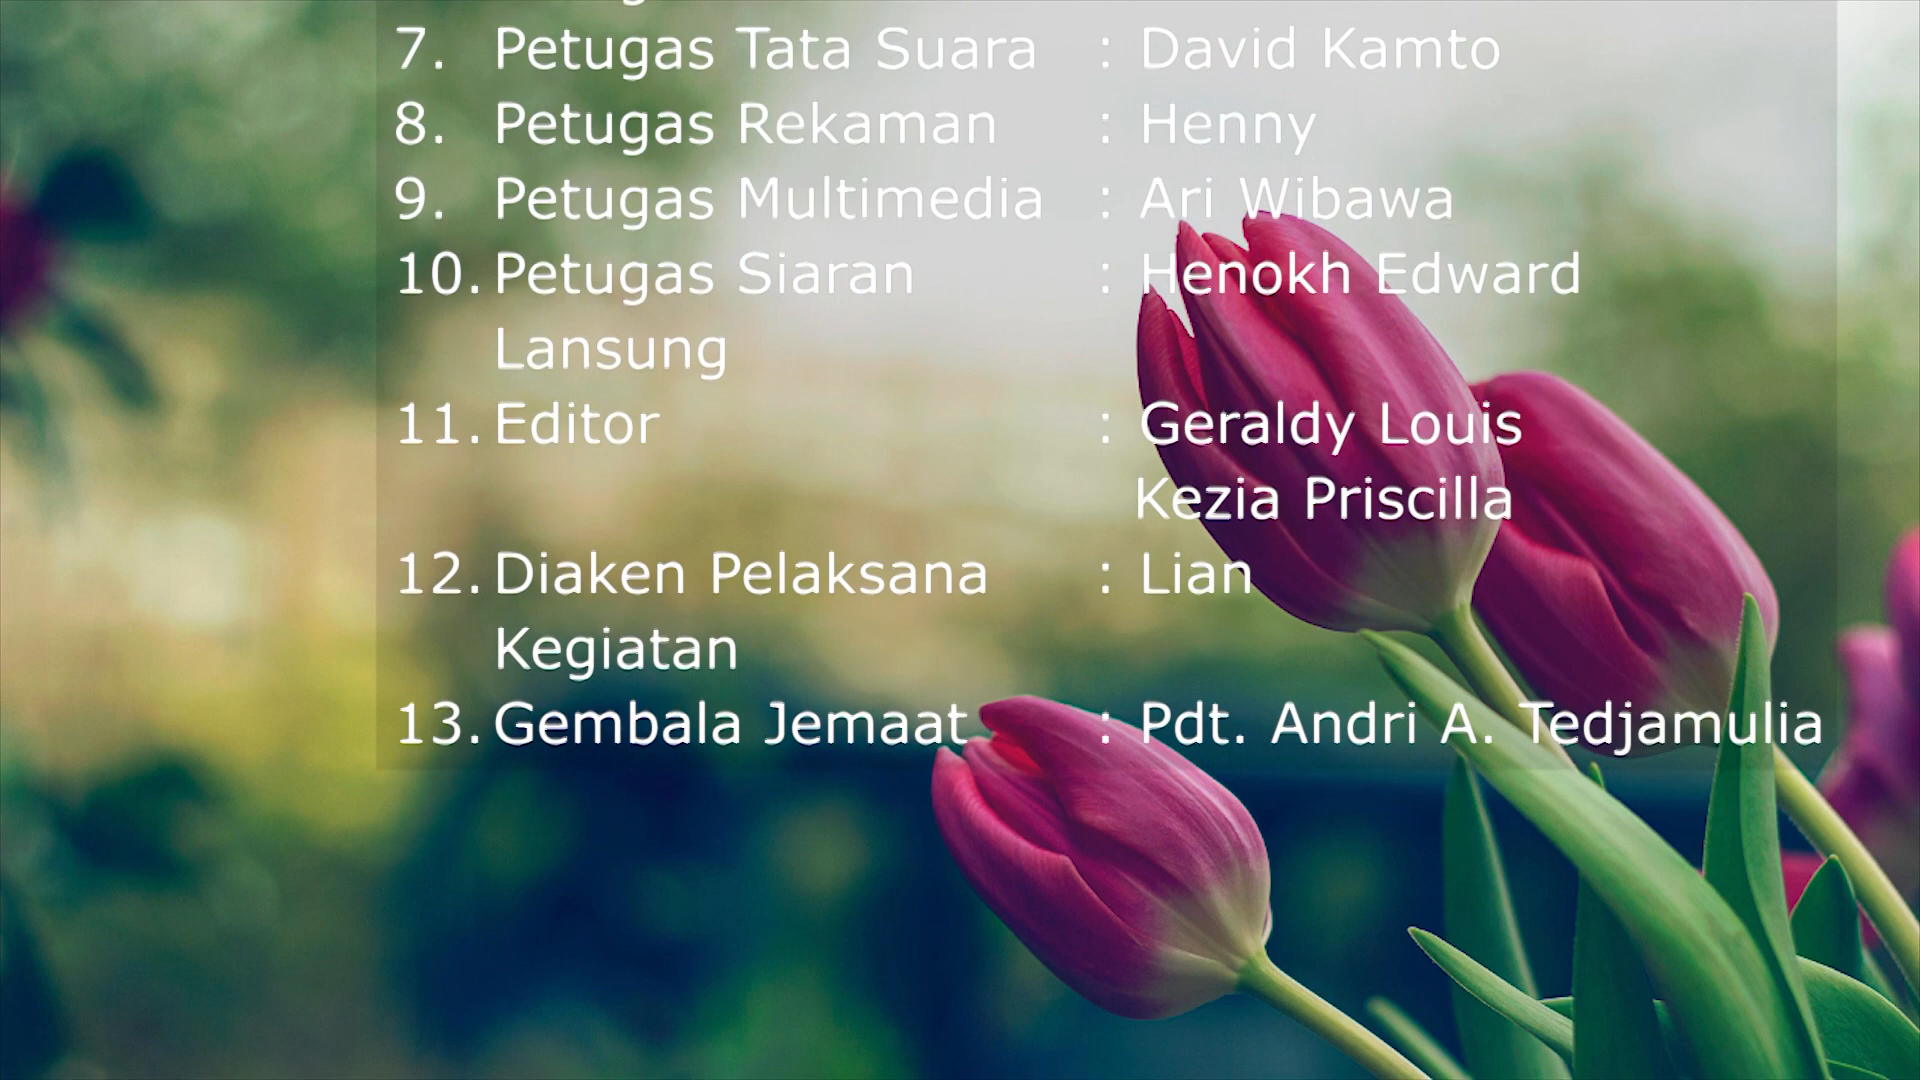 7. Petugas Tata Suara : David Kamto
8. Petugas Rekaman : Henny
9. Petugas Multimedia : Ari Wibawa
10. Petugas Siaran : Henokh Edward
Lansung
11. Editor : Geraldy Louis
Kezia Priscilla
12. Diaken Pelaksana : Lian
Kegiatan
13. Gembala Jemaat : Pdt. Andri A. Tedjamulia